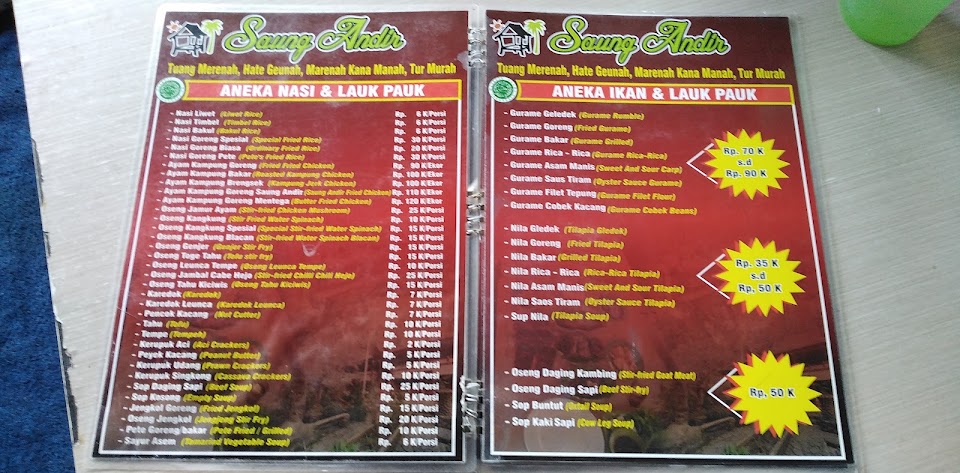 Saung Andir
Tuang Merenah, Hate Geunah, Marenah Kana Manah, Tur Murah
ANEKA NASI & LAUK PAUK
- Nasi Liwet (Liwet Rice) Rp. 6 K/Porsi
- Nasi Timbel (Timbel Rice) Rp. 6 K/Porsi
- Nasi Bakul (Bakul Rice) Rp. 6 K/Porsi
- Nasi Goreng Spesial (Special Fried Rice) Rp. 30 K/Porsi
- Nasi Goreng Biasa (Ordinary Fried Rice) Rp. 20 K/Porsi
- Nasi Goreng Pete (Pete's Fried Rice) Rp. 30 K/Porsi
- Ayam Kampung Goreng (Fried Fried Chicken) Rp. 90 K/Ekor
- Ayam Kampung Bakar (Roasted Kampung Chicken) Rp. 100 K/Ekor
- Ayam Kampung Brengsek (Kampung Jerk Chicken) Rp. 100 K/Ekor
- Ayam Kampung Goreng Saung Andir (Saung Andir Fried Chicken) Rp. 110 K/Ekor
- Ayam Kampung Goreng Mentega (Butter Fried Chicken) Rp. 120 K/Ekor
- Oseng Jamur Ayam (Stir-fried Chicken Mushroom) Rp. 25 K/Porsi
- Oseng Kangkung (Stir Fried Water Spinach) Rp. 10 K/Porsi
- Oseng Kangkung Spesial (Special Stir-fried Water Spinach) Rp. 15 K/Porsi
- Oseng Kangkung Blacan (Stir-fried Water Spinach Blacan) Rp. 15 K/Porsi
- Oseng Genjer (Genjer Stir Fry) Rp. 15 K/Porsi
- Oseng Toge Tahu (Tofu stir fry) Rp. 15 K/Porsi
- Oseng Leunca Tempe (Oseng Leunca Tempe) Rp. 10 K/Porsi
- Oseng Jambal Cabe Hejo (Stir-fried Chilli Chili Hejo) Rp. 25 K/Porsi
- Oseng Tahu Kiciwis (Oseng Tahu Kiciwis) Rp. 15 K/Porsi
- Karedok (Karedok) Rp. 7 K/Porsi
- Karedok Leunca (Karedok Leunca) Rp. 7 K/Porsi
- Pencok Kacang (Nut Cutter) Rp. 7 K/Porsi
- Tahu (Tofu) Rp. 10 K/Porsi
- Tempe (Tempeh) Rp. 10 K/Porsi
- Kerupuk Aci (Aci Crackers) Rp. 2 K/Porsi
- Peyek Kacang (Peanut Butter) Rp. 5 K/Porsi
- Kerupuk Udang (Prawn Crackers) Rp. 5 K/Porsi
- Kerupuk Singkong (Cassava Crackers) Rp. 10 K/Porsi
- Sop Daging Sapi (Beef Soup) Rp. 25 K/Porsi
- Sop Kosong (Empty Soup) Rp. 5 K/Porsi
- Jengkol Goreng (Fried Jengkol) Rp. 15 K/Porsi
- Oseng Jengkol (Jengkong Stir Fry) Rp. 20 K/Porsi
- Pete Goreng/bakar (Pete Fried / Grilled) Rp. 10 K/Porsi
- Sayur Asem (Tamarind Vegetable Soup) Rp. 6 K/Porsi
Saung Andir
Tuang Merenah, Hate Geunah, Marenah Kana Manah, Tur Murah
ANEKA IKAN & LAUK PAUK
- Gurame Geledek (Gurame Rumble)
- Gurame Goreng (Fried Gurame)
- Gurame Bakar (Gurame Grilled)
- Gurame Rica - Rica (Gurame Rica-Rica)
- Gurame Asam Manis (Sweet And Sour Carp)
- Gurame Saus Tiram (Oyster Sauce Gurame)
- Gurame Filet Tepung (Gurame Filet Flour)
- Gurame Cobek Kacang (Gurame Cobek Beans)
Rp. 70 K
s.d
Rp. 90 K
- Nila Gledek (Tilapia Gledek)
- Nila Goreng (Fried Tilapia)
- Nila Bakar (Grilled Tilapia)
- Nila Rica - Rica (Rica-Rica Tilapia)
- Nila Asam Manis (Sweet And Sour Tilapia)
- Nila Saos Tiram (Oyster Sauce Tilapia)
- Sup Nila (Tilapia Soup)
Rp. 35 K
s.d
Rp, 50 K
- Oseng Daging Kambing (Stir-fried Goat Meat)
- Oseng Daging Sapi (Beef Stir-fry)
- Sop Buntut (Oxtail Soup)
- Sop Kaki Sapi (Cow Leg Soup)
Rp, 50 K